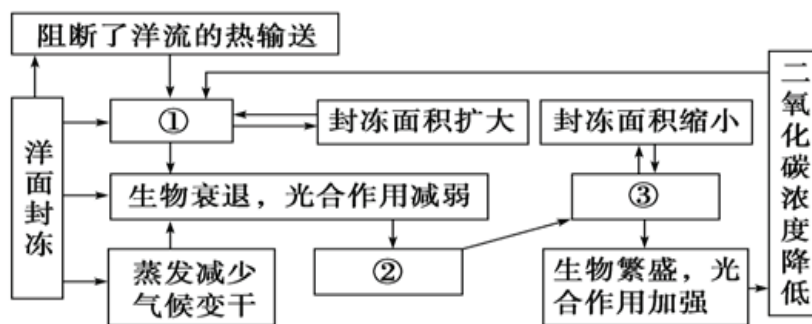 阻断了洋流的热输送
洋面封冻
①
封冻面积扩大
封冻面积缩小
二氧化碳浓度降低
生物衰退，光合作用减弱
③
蒸发减少
气候变干
②
生物繁盛，光
合作用加强